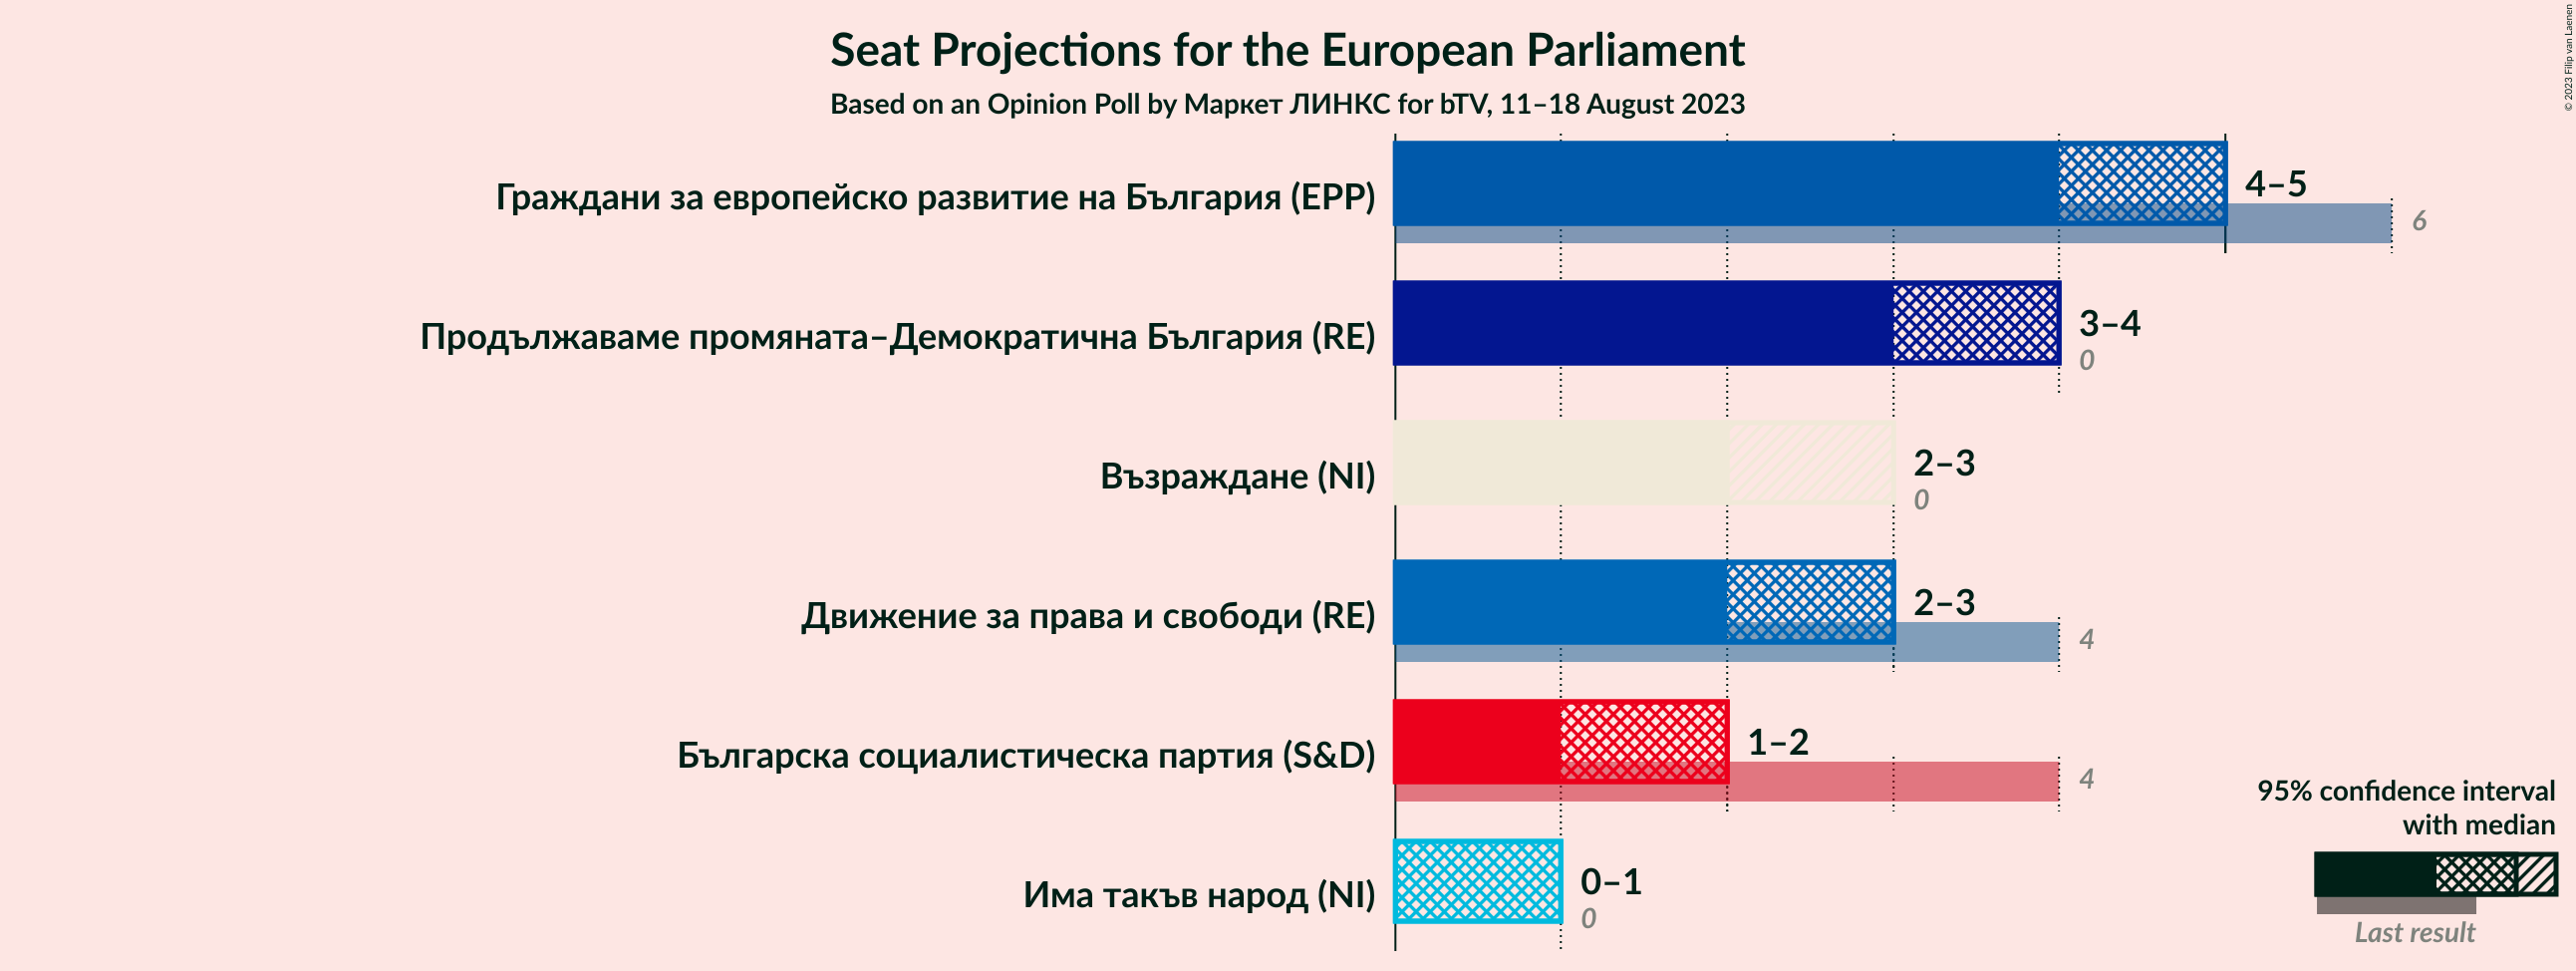 Seat Projections for the European Parliament
Based on an Opinion Poll by Маркет ЛИНКС for bTV, 11–18 August 2023
© 2023 Filip van Laenen
Граждани за европейско развитие на България (EPP)
4–5
6
Продължаваме промяната–Демократична България (RE)
3–4
0
Възраждане (NI)
2–3
0
Движение за права и свободи (RE)
2–3
4
Българска социалистическа партия (S&D)
1–2
4
Има такъв народ (NI)
0–1
0
95% confidence interval
with median
Last result